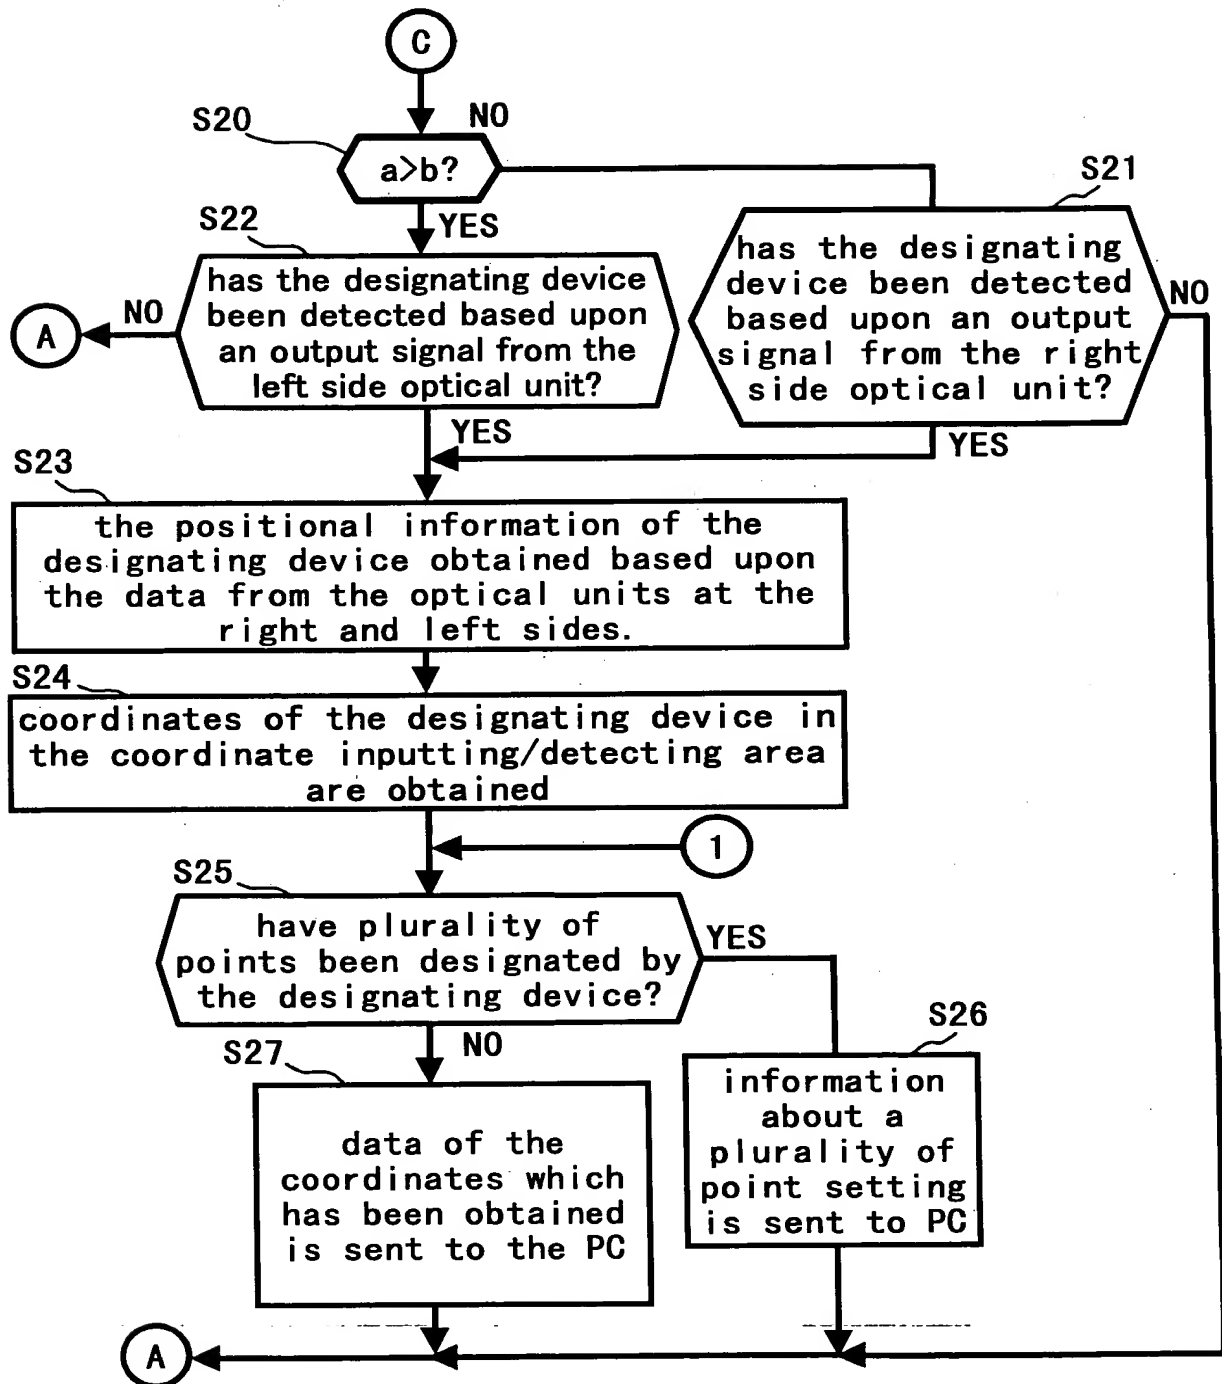 C
S20
NO
a>b?
YES
S21
S22
has the designating device
been detected based upon
an output signal from the
left side optical unit?
NO
A
has the designating
device been detected
based upon an output
signal from the right
side optical unit?
NO
YES
YES
S23
the positional information of the
designating device obtained based upon
the data from the optical units at the
right and left sides.
S24
coordinates of the designating device in
the coordinate inputting/detecting area
are obtained
1
S25
have plurality of
points been designated by
the designating device?
YES
NO
S26
information
about a
plurality of
point setting
is sent to PC
S27
data of the
coordinates which
has been obtained
is sent to the PC
A